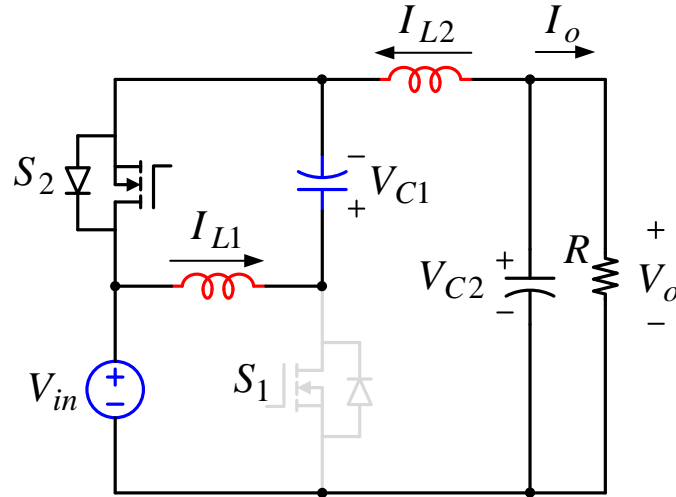 I_{L2} I_o
S_2
−
V_{C1}
+
I_{L1}
+ R +
V_{C2} V_o
− −
V_{in} + −
S_1